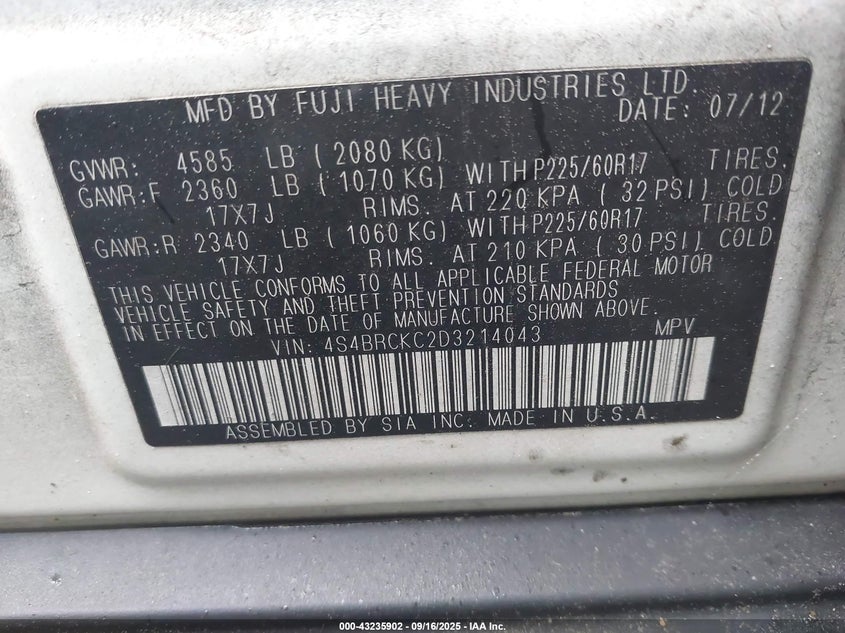 MFD BY FUJI HEAVY INDUSTRIES LTD.
DATE: 07/12
GVWR: 4585 LB ( 2080 KG)
GAWR:F 2360 LB ( 1070 KG) WITH P225/60R17 TIRES.
17X7J RIMS. AT 220 KPA ( 32 PSI) COLD
GAWR:R 2340 LB ( 1060 KG) WITH P225/60R17 TIRES.
17X7J RIMS. AT 210 KPA ( 30 PSI) COLD
THIS VEHICLE CONFORMS TO ALL APPLICABLE FEDERAL MOTOR
VEHICLE SAFETY AND THEFT PREVENTION STANDARDS
IN EFFECT ON THE DATE OF MANUFACTURE SHOWN ABOVE.
VIN: 4S4BRCKC2D3214043 MPV
ASSEMBLED BY SIA INC. MADE IN U.S.A.
000-43235902 - 09/16/2025 - IAA Inc.